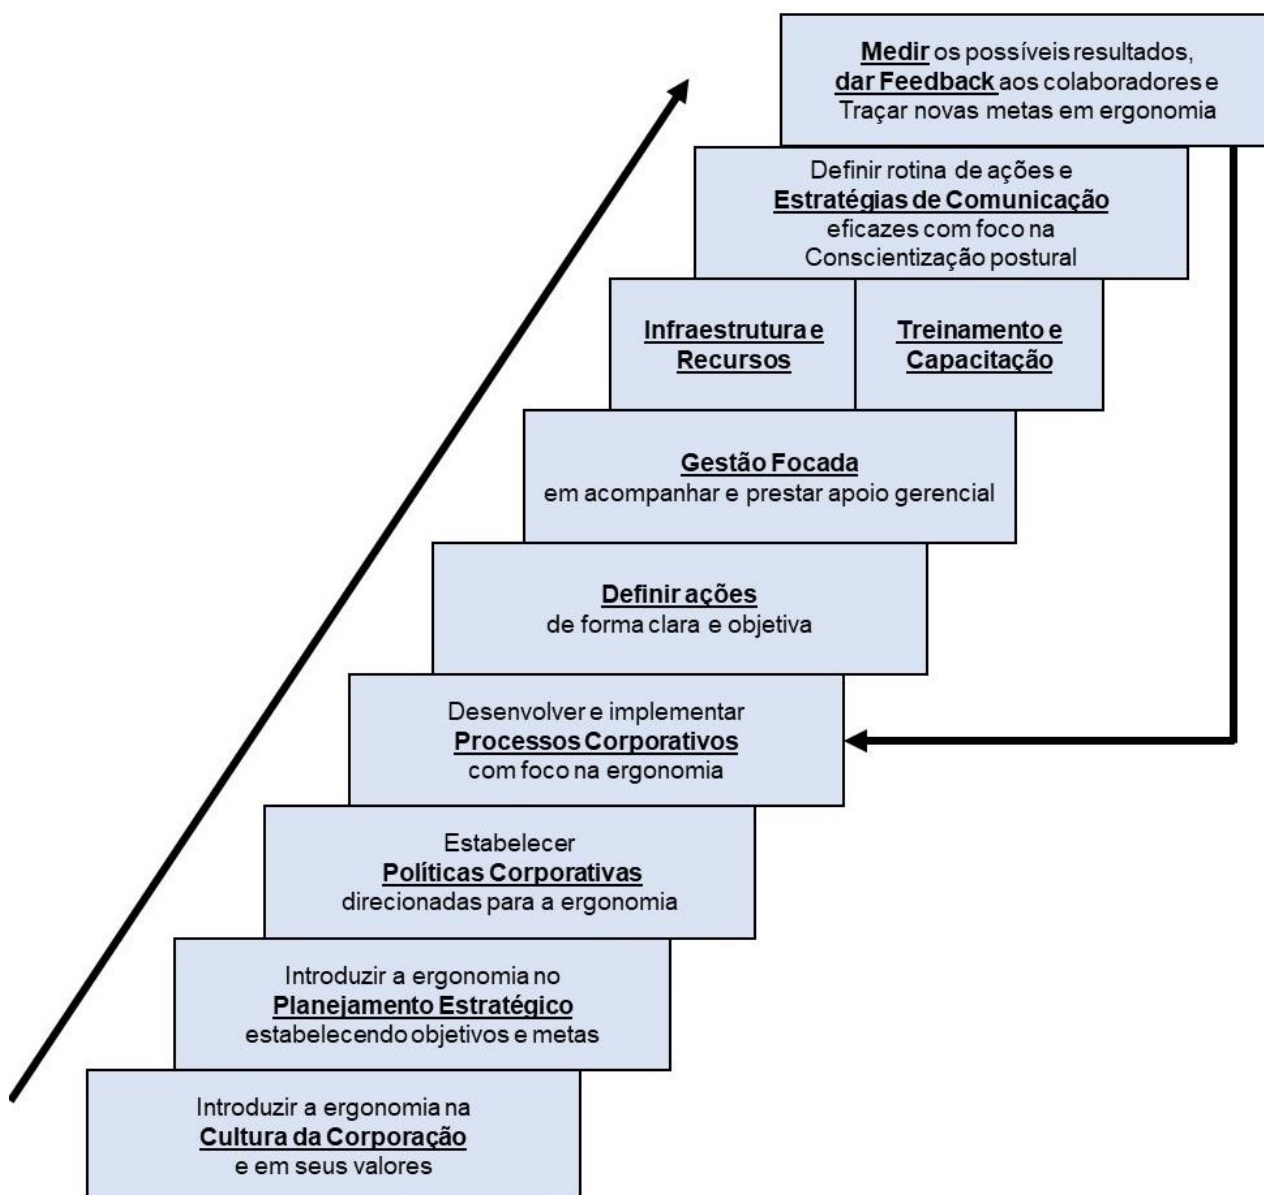 Medir os possíveis resultados,
dar Feedback aos colaboradores e
Traçar novas metas em ergonomia
Definir rotina de ações e
Estratégias de Comunicação
eficazes com foco na
Conscientização postural
Infraestrutura e
Recursos
Treinamento e
Capacitação
Gestão Focada
em acompanhar e prestar apoio gerencial
Definir ações
de forma clara e objetiva
Desenvolver e implementar
Processos Corporativos
com foco na ergonomia
Estabelecer
Políticas Corporativas
direcionadas para a ergonomia
Introduzir a ergonomia no
Planejamento Estratégico
estabelecendo objetivos e metas
Introduzir a ergonomia na
Cultura da Corporação
e em seus valores